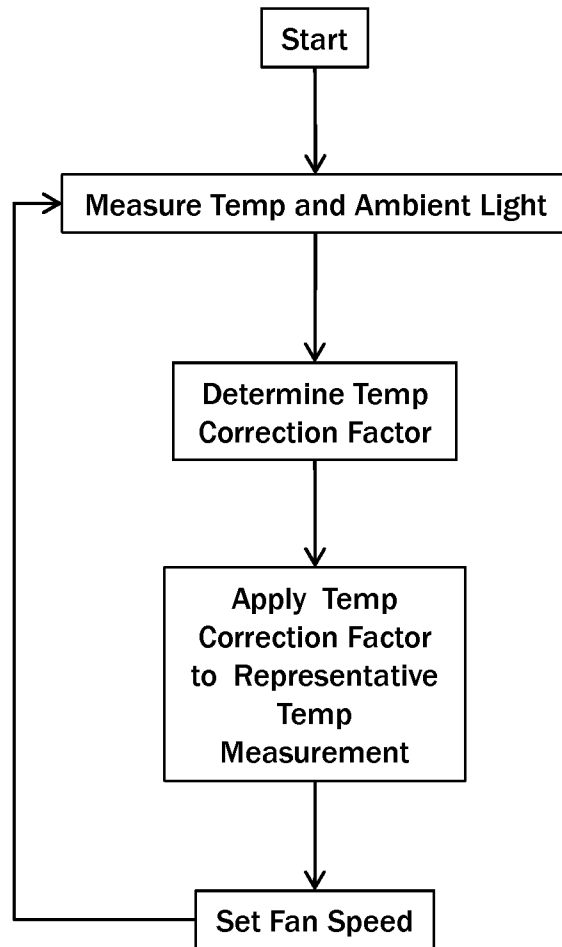 Start
Measure Temp and Ambient Light
Determine Temp
Correction Factor
Apply Temp
Correction Factor
to Representative
Temp
Measurement
Set Fan Speed